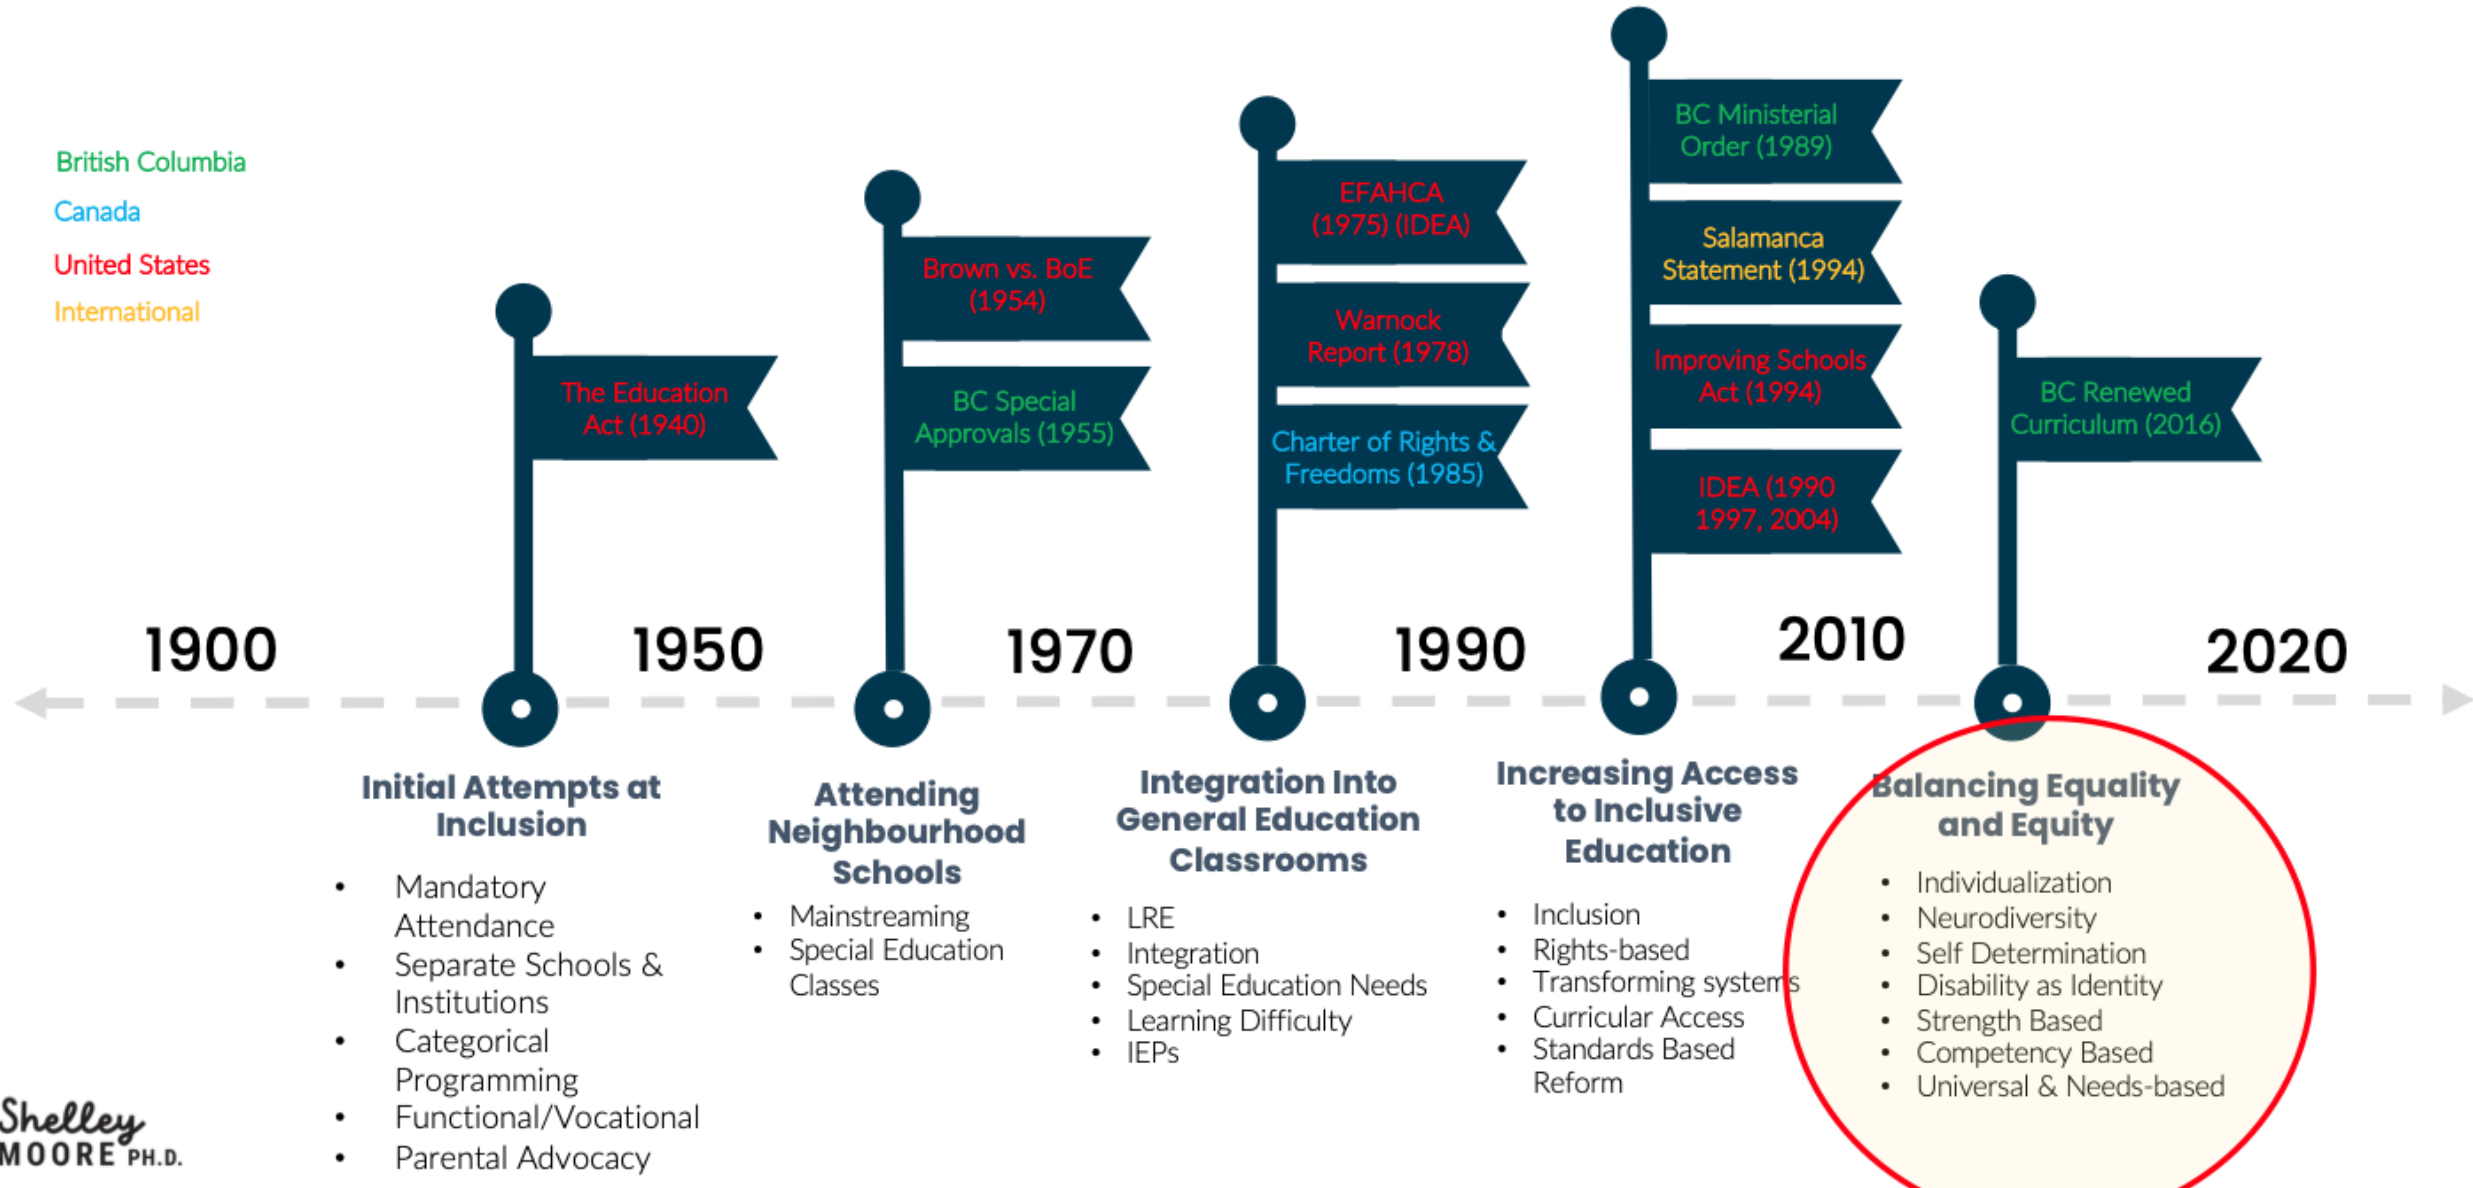 British Columbia
Canada
United States
International
The Education
Act (1940)
Brown vs. BoE
(1954)
BC Special
Approvals (1955)
EFAHCA
(1975) (IDEA)
Warnock
Report (1978)
Charter of Rights &
Freedoms (1985)
BC Ministerial
Order (1989)
Salamanca
Statement (1994)
Improving Schools
Act (1994)
IDEA (1990
1997, 2004)
BC Renewed
Curriculum (2016)
1900
1950
1970
1990
2010
2020
Initial Attempts at
Inclusion
• Mandatory
Attendance
• Separate Schools &
Institutions
• Categorical
Programming
• Functional/Vocational
• Parental Advocacy
Attending
Neighbourhood
Schools
• Mainstreaming
• Special Education
Classes
Integration Into
General Education
Classrooms
• LRE
• Integration
• Special Education Needs
• Learning Difficulty
• IEPs
Increasing Access
to Inclusive
Education
• Inclusion
• Rights-based
• Transforming systems
• Curricular Access
• Standards Based
Reform
Balancing Equality
and Equity
• Individualization
• Neurodiversity
• Self Determination
• Disability as Identity
• Strength Based
• Competency Based
• Universal & Needs-based
Shelley
MOORE PH.D.